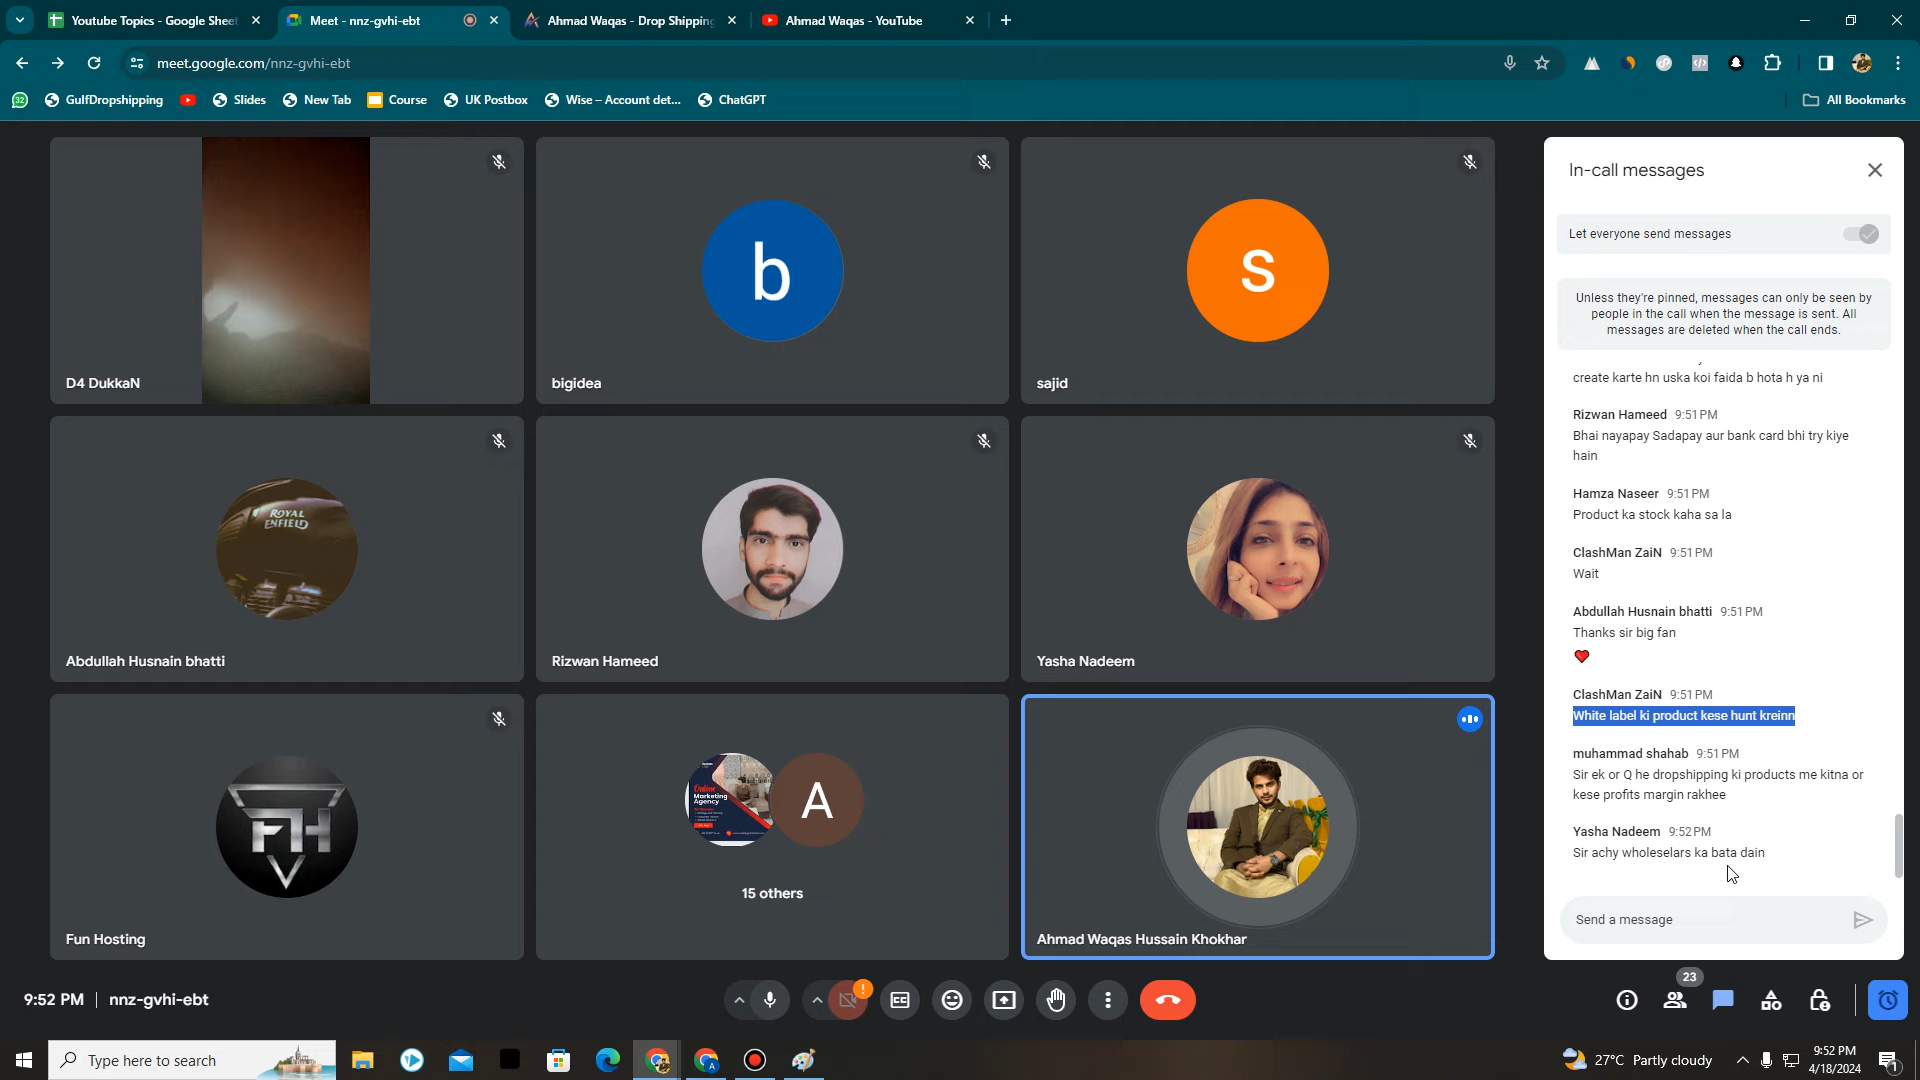 Youtube Topics - Google Sheet
Meet - nnz-gvhi-ebt
Ahmad Waqas - Drop Shipping
Ahmad Waqas - YouTube
meet.google.com/nnz-gvhi-ebt
32
GulfDropshipping
Slides
New Tab
Course
UK Postbox
Wise – Account det...
ChatGPT
All Bookmarks
D4 DukkaN
b
bigidea
s
sajid
ROYAL
ENFIELD
Abdullah Husnain bhatti
Rizwan Hameed
Yasha Nadeem
FH
Fun Hosting
Online
Marketing
Agency
A
15 others
Ahmad Waqas Hussain Khokhar
In-call messages
Let everyone send messages
Unless they're pinned, messages can only be seen by
people in the call when the message is sent. All
messages are deleted when the call ends.
create karte hn uska koi faida b hota h ya ni
Rizwan Hameed 9:51 PM
Bhai nayapay Sadapay aur bank card bhi try kiye
hain
Hamza Naseer 9:51 PM
Product ka stock kaha sa la
ClashMan ZaiN 9:51 PM
Wait
Abdullah Husnain bhatti 9:51 PM
Thanks sir big fan
❤️
ClashMan ZaiN 9:51 PM
White label ki product kese hunt kreinn
muhammad shahab 9:51 PM
Sir ek or Q he dropshipping ki products me kitna or
kese profits margin rakhee
Yasha Nadeem 9:52 PM
Sir achy wholeselars ka bata dain
Send a message
9:52 PM | nnz-gvhi-ebt
23
Type here to search
27°C Partly cloudy
9:52 PM
4/18/2024
1